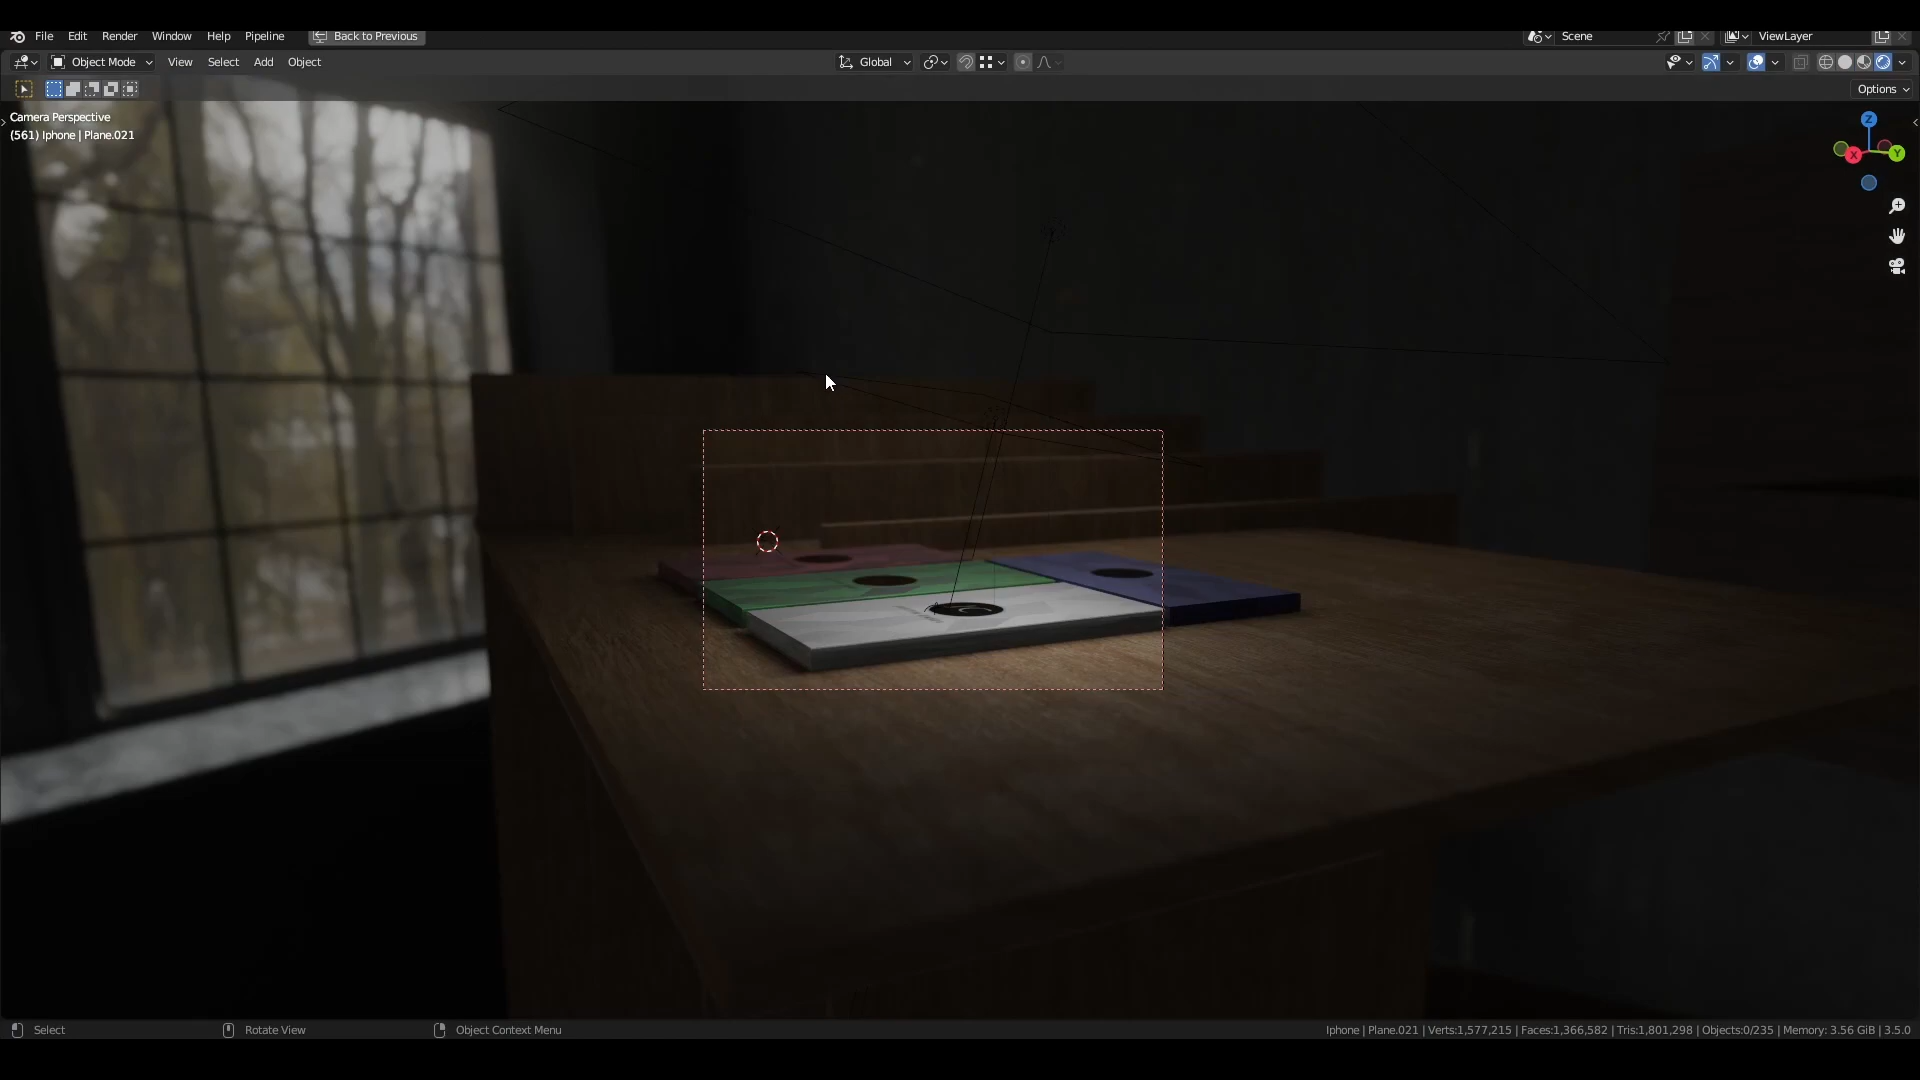 File Edit Render Window Help Pipeline Back to Previous Scene ViewLayer
Object Mode View Select Add Object Global
Options
Camera Perspective
(561) Iphone | Plane.021
Z
X
Y
Select Rotate View Object Context Menu Iphone | Plane.021 | Verts:1,577,215 | Faces:1,366,582 | Tris:1,801,298 | Objects:0/235 | Memory: 3.56 GiB | 3.5.0